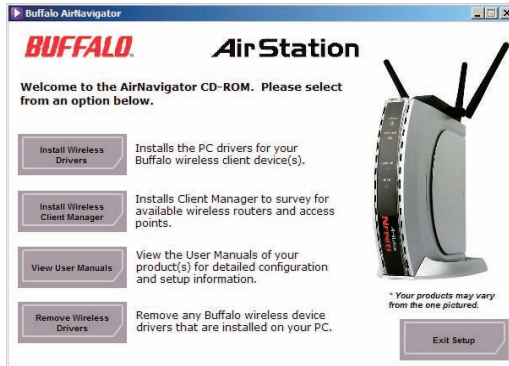 Buffalo AirNavigator
BUFFALO
AirStation
Welcome to the AirNavigator CD-ROM. Please select
from an option below.
Install Wireless
Drivers
Installs the PC drivers for your
Buffalo wireless client device(s).
Install Wireless
Client Manager
Installs Client Manager to survey for
available wireless routers and access
points.
View User Manuals
View the User Manuals of your
product(s) for detailed configuration
and setup information.
Remove Wireless
Drivers
Remove any Buffalo wireless device
drivers that are installed on your PC.
NFINITI
* Your products may vary
from the one pictured.
Exit Setup